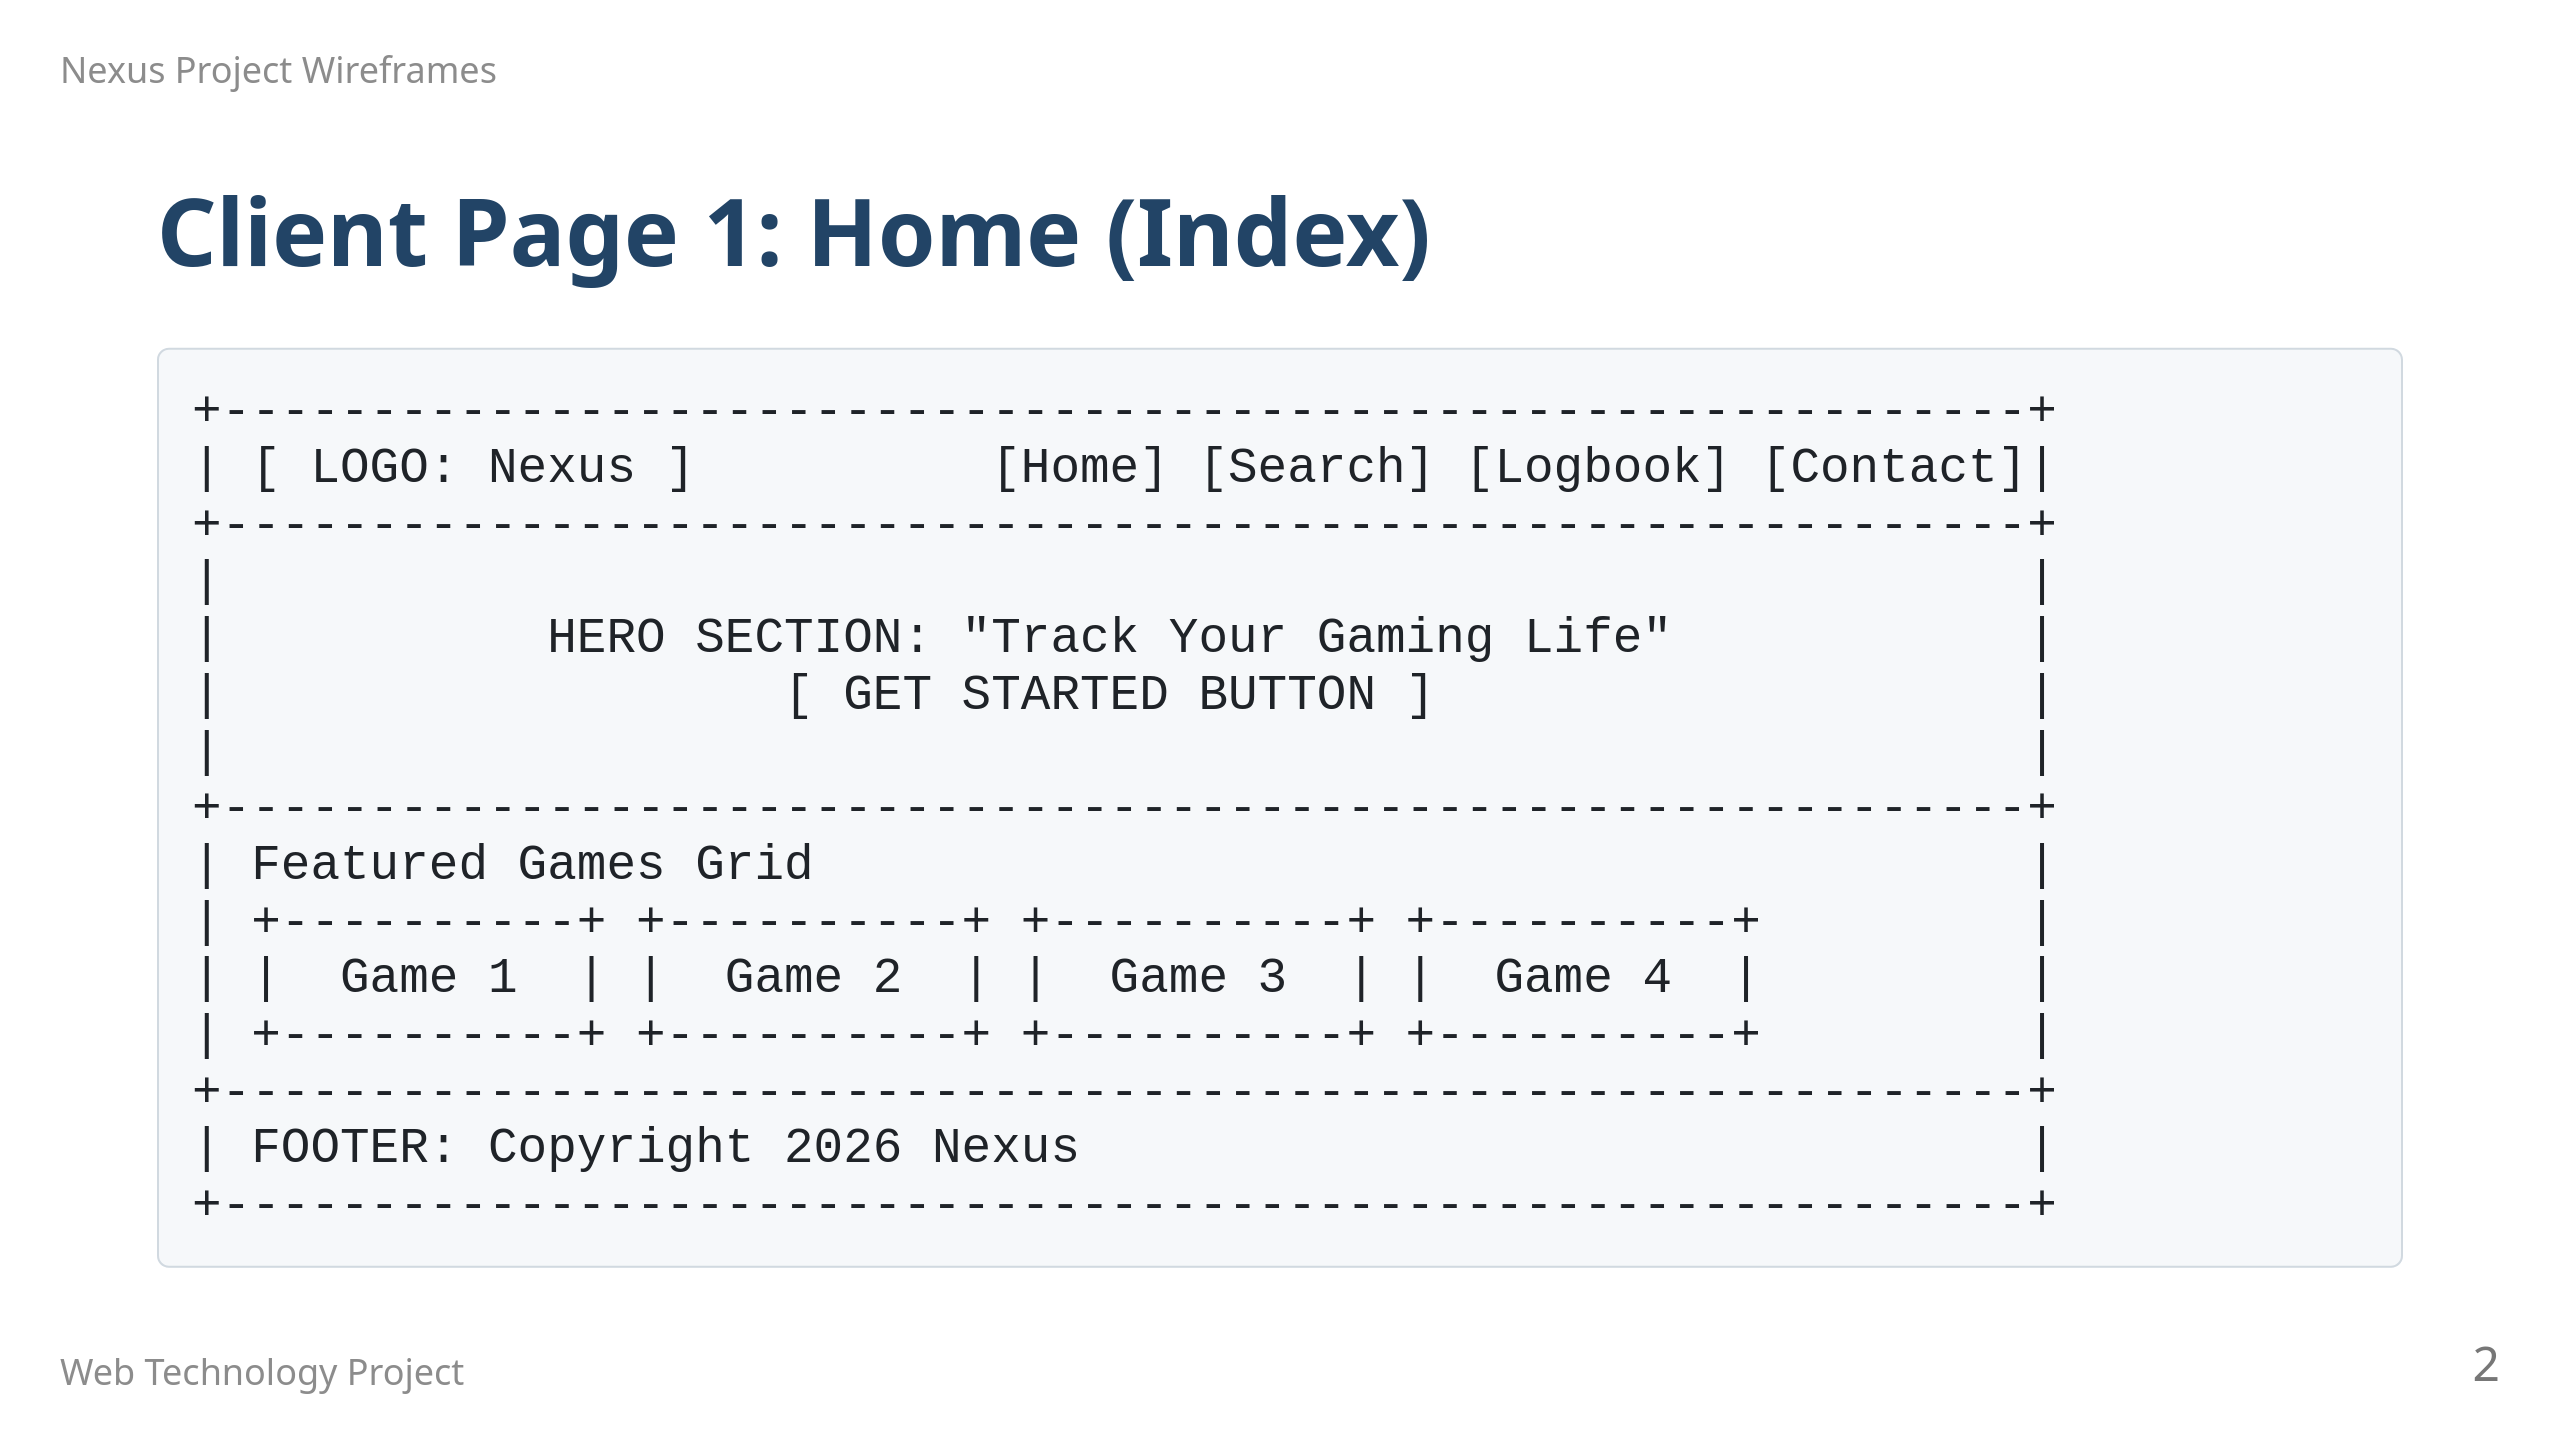 Nexus Project Wireframes
Client Page 1: Home (Index)
+-------------------------------------------------------------+
| [ LOGO: Nexus ]          [Home] [Search] [Logbook] [Contact]|
+-------------------------------------------------------------+
|                                                             |
|           HERO SECTION: "Track Your Gaming Life"            |
|                   [ GET STARTED BUTTON ]                    |
|                                                             |
+-------------------------------------------------------------+
| Featured Games Grid                                         |
| +----------+ +----------+ +----------+ +----------+         |
| |  Game 1  | |  Game 2  | |  Game 3  | |  Game 4  |         |
| +----------+ +----------+ +----------+ +----------+         |
+-------------------------------------------------------------+
| FOOTER: Copyright 2026 Nexus                                |
+-------------------------------------------------------------+
Web Technology Project
2